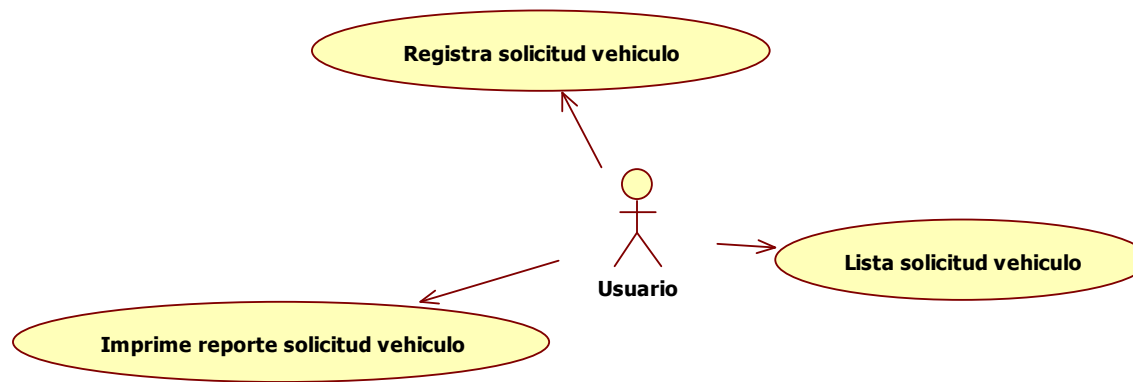 Registra solicitud vehiculo
Lista solicitud vehiculo
Usuario
Imprime reporte solicitud vehiculo